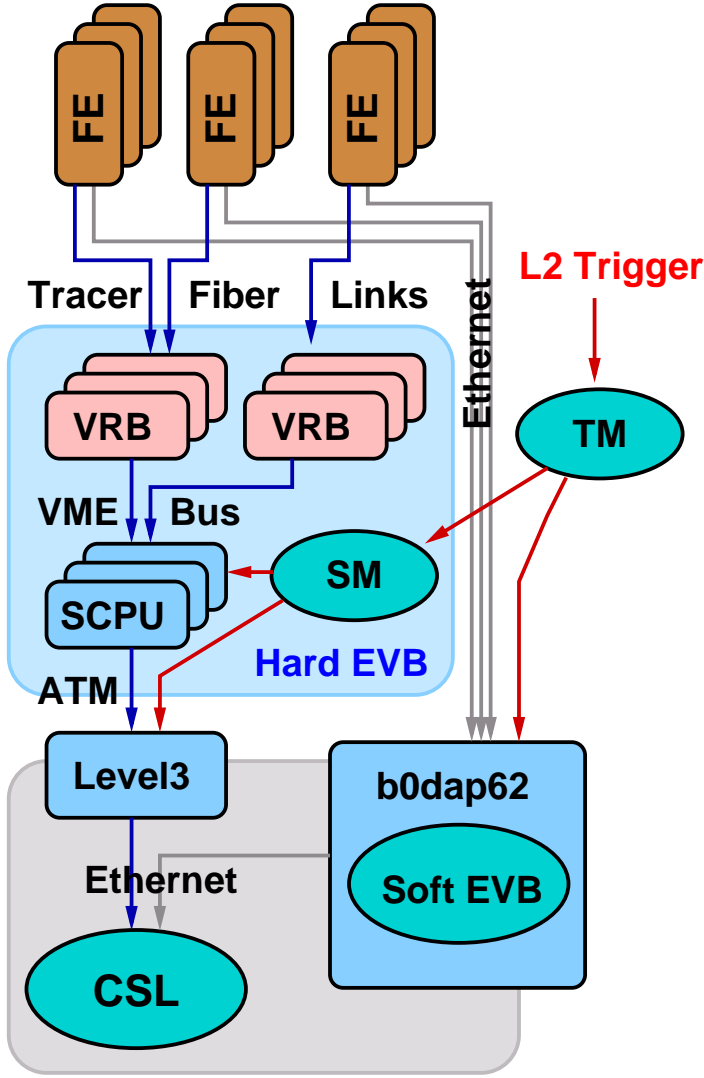 FE FE FE
L2 Trigger
Tracer Fiber Links
Ethernet
VRB VRB
TM
VME Bus
SM
SCPU
Hard EVB
ATM
Level3
b0dap62
Ethernet
Soft EVB
CSL